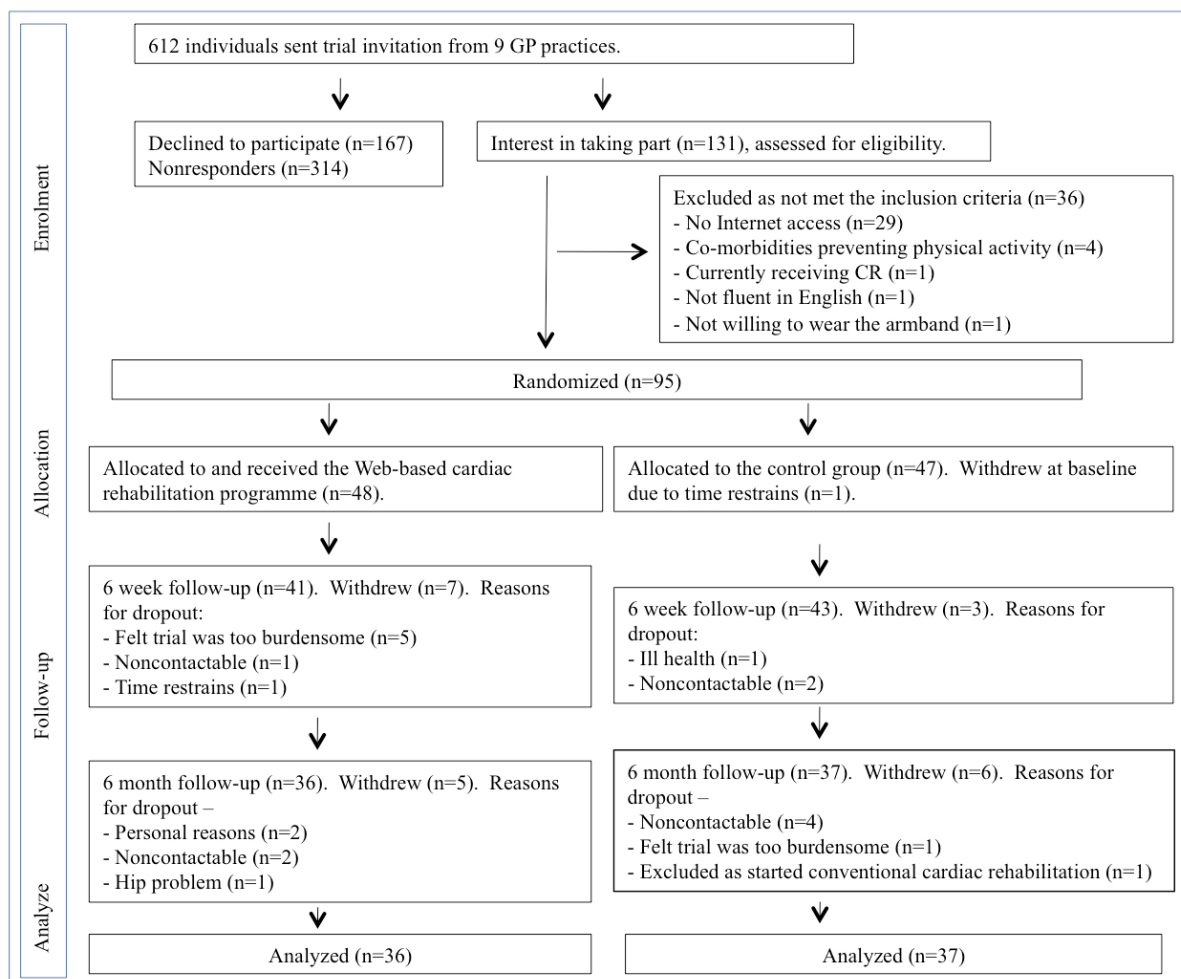 612 individuals sent trial invitation from 9 GP practices.
Declined to participate (n=167)
Nonresponders (n=314)
Interest in taking part (n=131), assessed for eligibility.
Enrolment
Excluded as not met the inclusion criteria (n=36)
- No Internet access (n=29)
- Co-morbidities preventing physical activity (n=4)
- Currently receiving CR (n=1)
- Not fluent in English (n=1)
- Not willing to wear the armband (n=1)
Randomized (n=95)
Allocation
Allocated to and received the Web-based cardiac
rehabilitation programme (n=48).
Allocated to the control group (n=47). Withdrew at baseline
due to time restrains (n=1).
Follow-up
6 week follow-up (n=41). Withdrew (n=7). Reasons
for dropout:
- Felt trial was too burdensome (n=5)
- Noncontactable (n=1)
- Time restrains (n=1)
6 week follow-up (n=43). Withdrew (n=3). Reasons for
dropout:
- Ill health (n=1)
- Noncontactable (n=2)
6 month follow-up (n=36). Withdrew (n=5). Reasons
for dropout –
- Personal reasons (n=2)
- Noncontactable (n=2)
- Hip problem (n=1)
6 month follow-up (n=37). Withdrew (n=6). Reasons for
dropout –
- Noncontactable (n=4)
- Felt trial was too burdensome (n=1)
- Excluded as started conventional cardiac rehabilitation (n=1)
Analyze
Analyzed (n=36)
Analyzed (n=37)